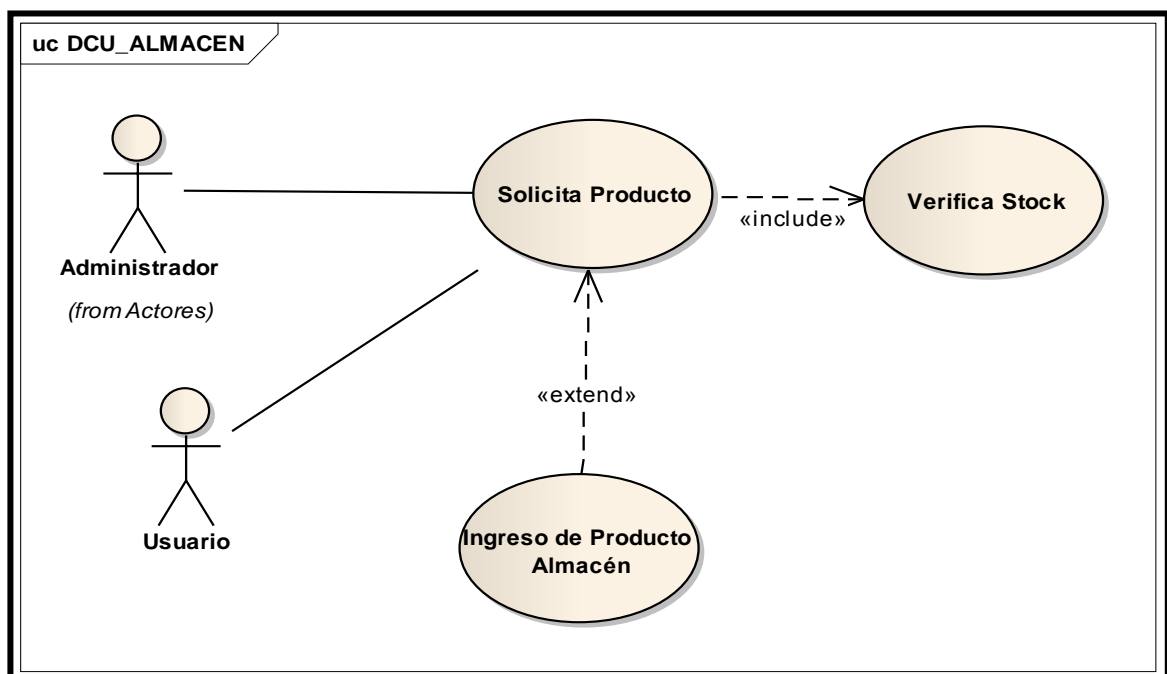 uc DCU_ALMACEN
Administrador
(from Actores)
Solicita Producto
«include»
Verifica Stock
«extend»
Usuario
Ingreso de Producto
Almacén